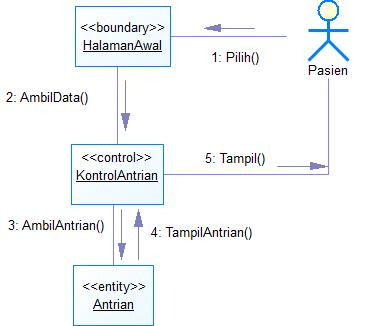 <<boundary>>
HalamanAwal
1: Pilih()
Pasien
2: AmbilData()
<<control>>
KontrolAntrian
5: Tampil()
3: AmbilAntrian()
4: TampilAntrian()
<<entity>>
Antrian